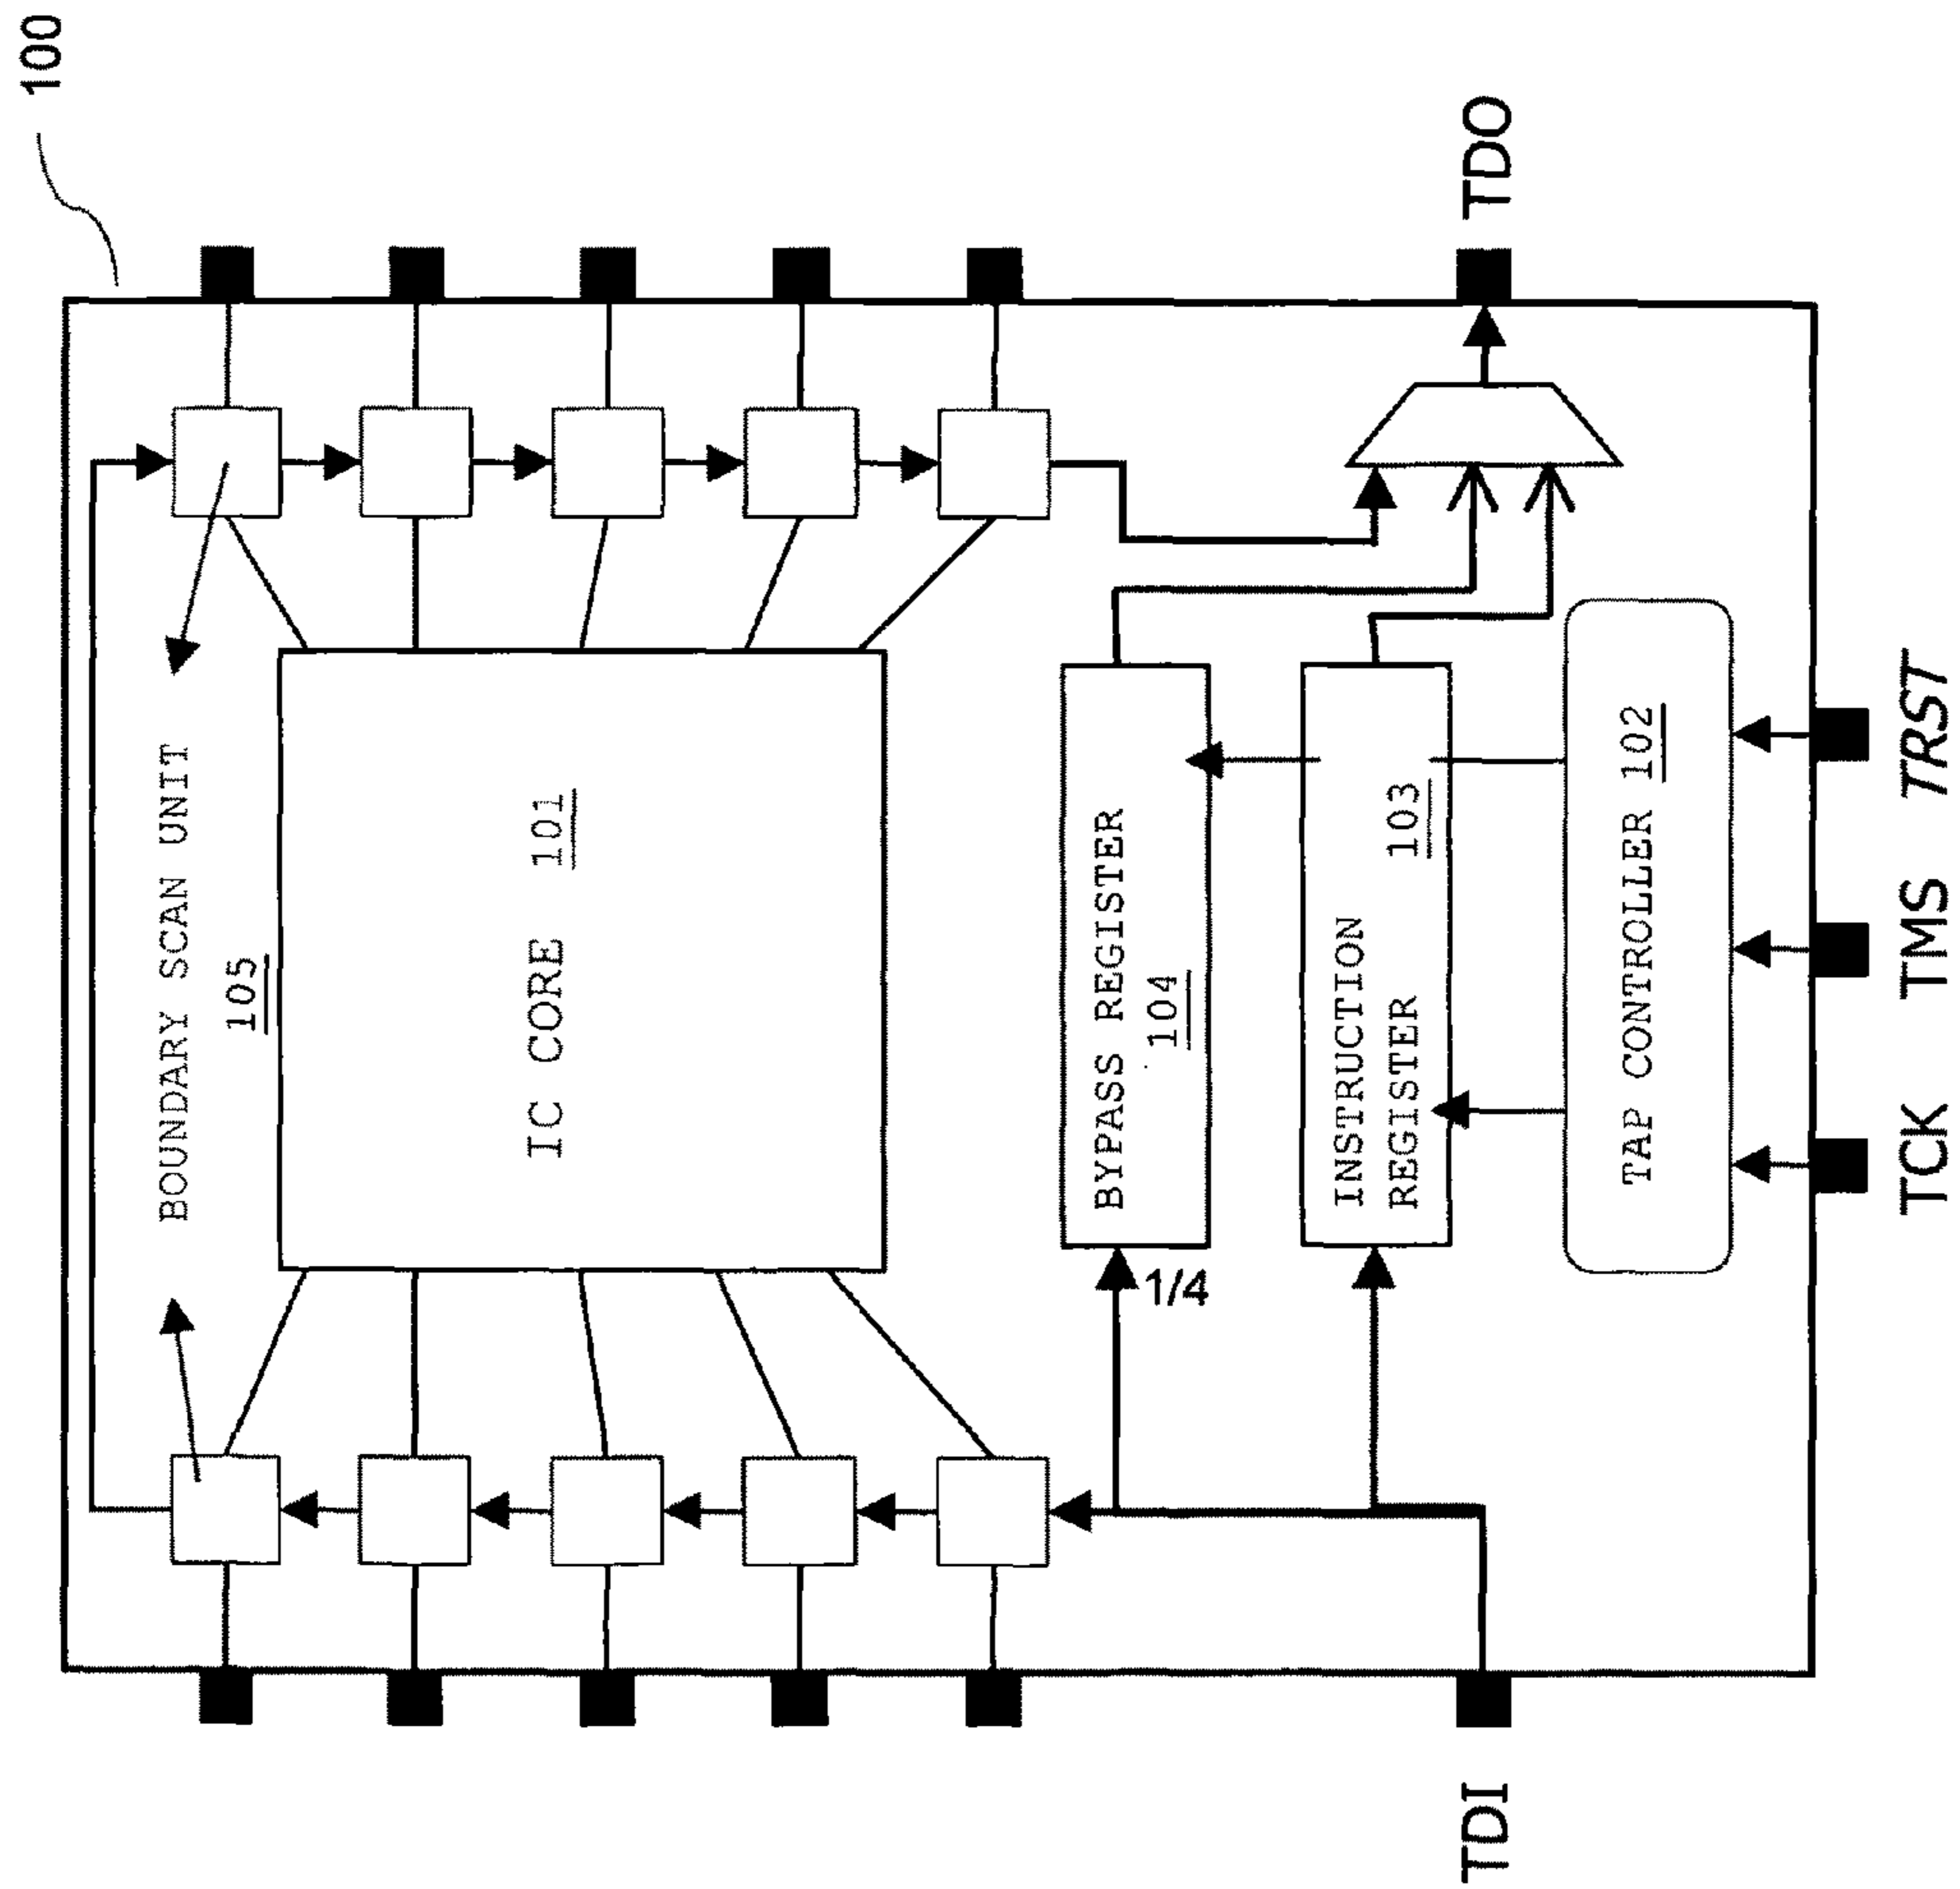 100
BOUNDARY SCAN UNIT
105
IC CORE 101
BYPASS REGISTER
104
1/4
INSTRUCTION
REGISTER 103
TAP CONTROLLER 102
TDI
TDO
TCK TMS TRST